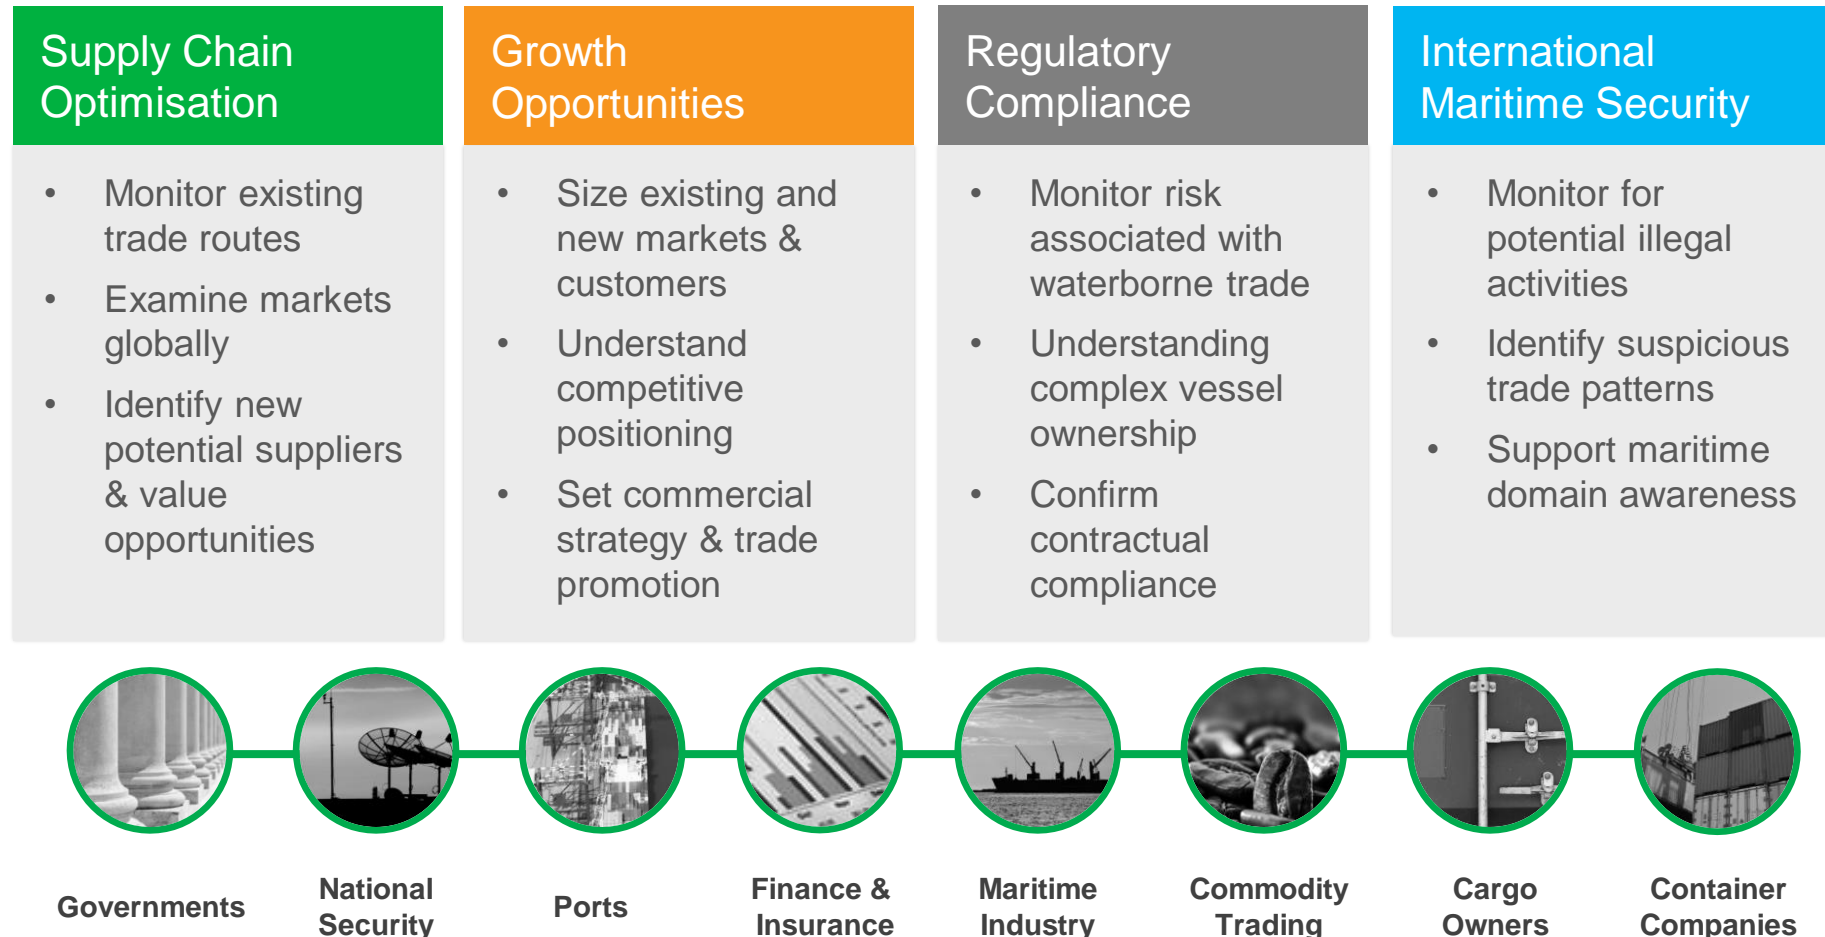 Supply Chain
Optimisation
• Monitor existing
trade routes
• Examine markets
globally
• Identify new
potential suppliers
& value
opportunities
Growth
Opportunities
• Size existing and
new markets &
customers
• Understand
competitive
positioning
• Set commercial
strategy & trade
promotion
Regulatory
Compliance
• Monitor risk
associated with
waterborne trade
• Understanding
complex vessel
ownership
• Confirm
contractual
compliance
International
Maritime Security
• Monitor for
potential illegal
activities
• Identify suspicious
trade patterns
• Support maritime
domain awareness
Governments
National
Security
Ports
Finance &
Insurance
Maritime
Industry
Commodity
Trading
Cargo
Owners
Container
Companies